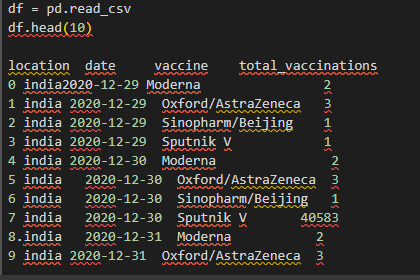 df = pd.read_csv
df.head(10)
location  date     vaccine    total_vaccinations
0 india2020-12-29 Moderna               2
1 india 2020-12-29  Oxford/AstraZeneca   3
2 india 2020-12-29  Sinopharm/Beijing    1
3 india 2020-12-29  Sputnik V            1
4 india 2020-12-30  Moderna               2
5 india   2020-12-30  Oxford/AstraZeneca  3
6 india   2020-12-30  Sinopharm/Beijing   1
7 india   2020-12-30  Sputnik V       40583
8.india   2020-12-31  Moderna           2
9 india 2020-12-31  Oxford/AstraZeneca  3